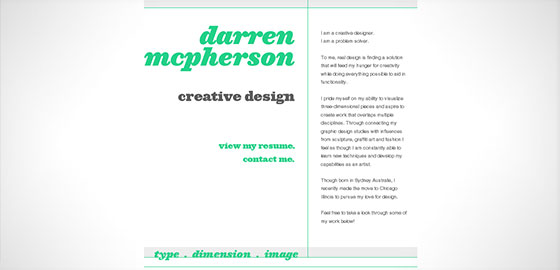 darren
mcpherson
creative design
view my resume.
contact me.
I am a creative designer.
I am a problem solver.
To me, real design is finding a solution
that will feed my hunger for creativity
while doing everything possible to aid in
functionality.
I pride myself on my ability to visualize
three-dimensional pieces and aspire to
create work that overlaps multiple
disciplines. Through connecting my
graphic design studies with influences
from sculpture, graffiti art and fashion I
feel as though I am constantly able to
learn new techniques and develop my
capabilities as an artist.
Though born in Sydney Australia, I
recently made the move to Chicago
Illinois to pursue my love for design.
Feel free to take a look through some of
my work below!
type . dimension . image